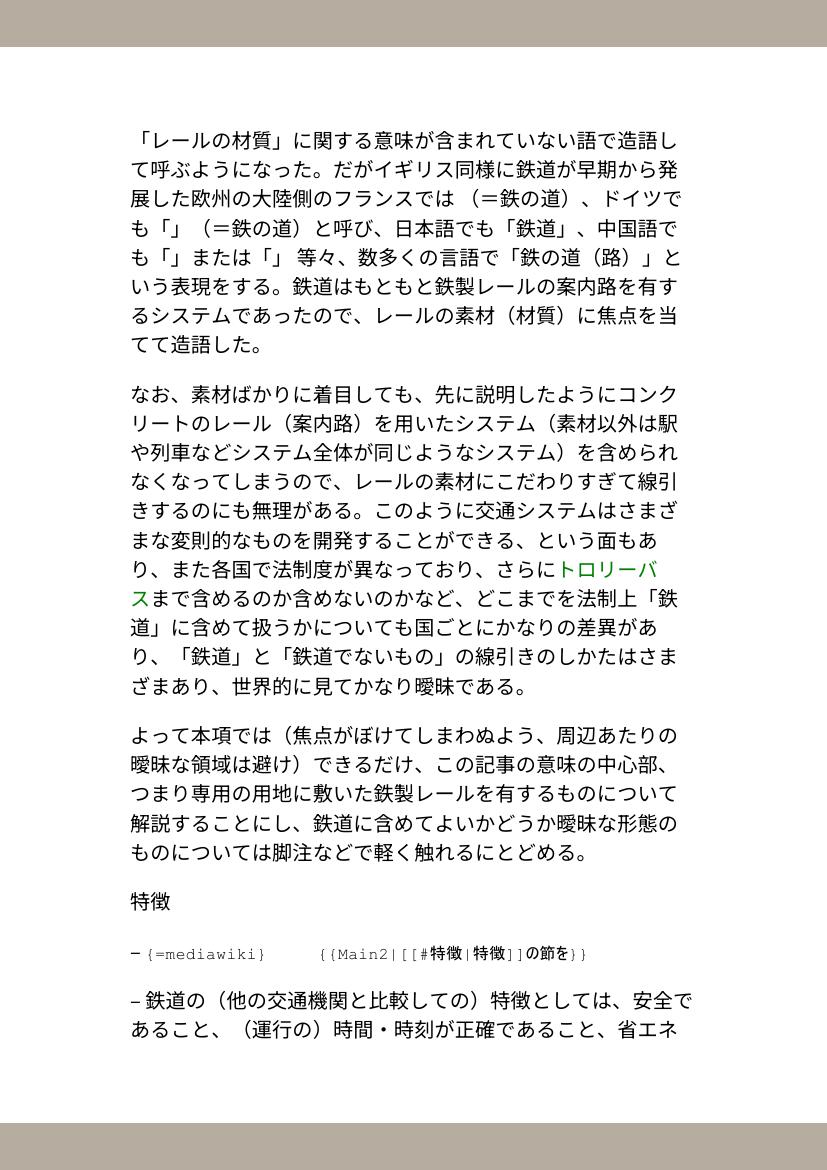 「レールの材質」に関する意味が含まれていない語で造語し
て呼ぶようになった。だがイギリス同様に鉄道が早期から発
展した欧州の大陸側のフランスでは （＝鉄の道）、ドイツで
も「」（＝鉄の道）と呼び、日本語でも「鉄道」、中国語で
も「」または「」 等々、数多くの言語で「鉄の道（路）」と
いう表現をする。鉄道はもともと鉄製レールの案内路を有す
るシステムであったので、レールの素材（材質）に焦点を当
てて造語した。
なお、素材ばかりに着目しても、先に説明したようにコンク
リートのレール（案内路）を用いたシステム（素材以外は駅
や列車などシステム全体が同じようなシステム）を含められ
なくなってしまうので、レールの素材にこだわりすぎて線引
きするのにも無理がある。このように交通システムはさまざ
まな変則的なものを開発することができる、という面もあ
り、また各国で法制度が異なっており、さらにトロリーバ
スまで含めるのか含めないのかなど、どこまでを法制上「鉄
道」に含めて扱うかについても国ごとにかなりの差異があ
り、「鉄道」と「鉄道でないもの」の線引きのしかたはさま
ざまあり、世界的に見てかなり曖昧である。
よって本項では（焦点がぼけてしまわぬよう、周辺あたりの
曖昧な領域は避け）できるだけ、この記事の意味の中心部、
つまり専用の用地に敷いた鉄製レールを有するものについて
解説することにし、鉄道に含めてよいかどうか曖昧な形態の
ものについては脚注などで軽く触れるにとどめる。
特徴
– {=mediawiki} {{Main2|[[#特徴|特徴]]の節を}}
– 鉄道の（他の交通機関と比較しての）特徴としては、安全で
あること、（運行の）時間・時刻が正確であること、省エネ